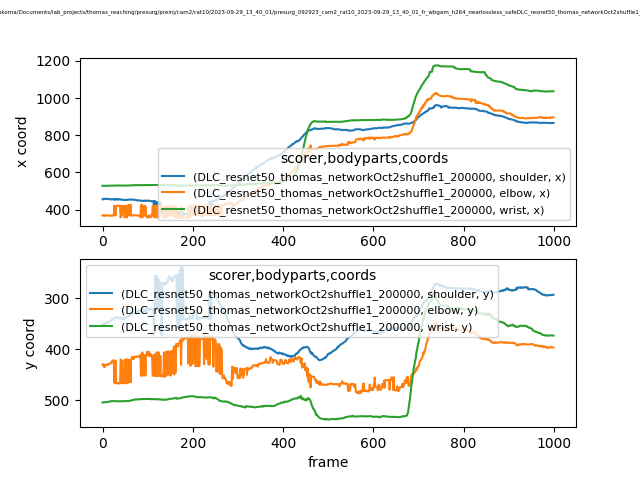 nkoma/Documents/lab_projects/thomas_reaching/presurg/preinj/cam2/rat10/2023-09-29_13_40_01/presurg_092923_cam2_rat10_2023-09-29_13_40_01_fr_wbgam_h264_nearlossless_safeDLC_resnet50_thomas_networkOct2shuffle1_
1200
1000
800
600
400
x coord
scorer,bodyparts,coords
(DLC_resnet50_thomas_networkOct2shuffle1_200000, shoulder, x)
(DLC_resnet50_thomas_networkOct2shuffle1_200000, elbow, x)
(DLC_resnet50_thomas_networkOct2shuffle1_200000, wrist, x)
0 200 400 600 800 1000
300
400
500
y coord
scorer,bodyparts,coords
(DLC_resnet50_thomas_networkOct2shuffle1_200000, shoulder, y)
(DLC_resnet50_thomas_networkOct2shuffle1_200000, elbow, y)
(DLC_resnet50_thomas_networkOct2shuffle1_200000, wrist, y)
0 200 400 600 800 1000
frame